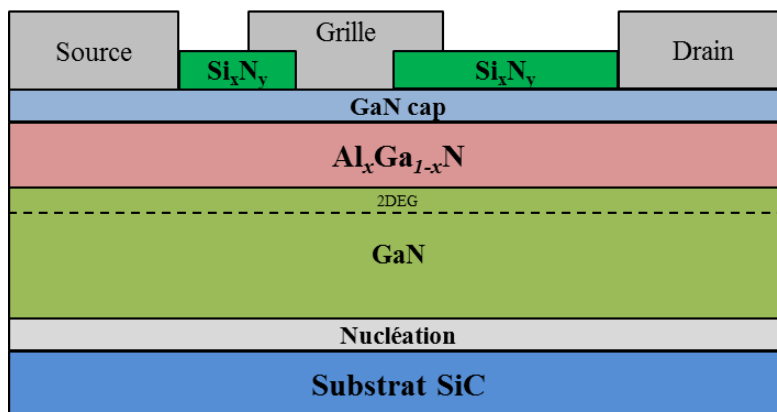 Source
Grille
Drain
SixNy
SixNy
GaN cap
AlxGa1-xN
2DEG
GaN
Nucléation
Substrat SiC